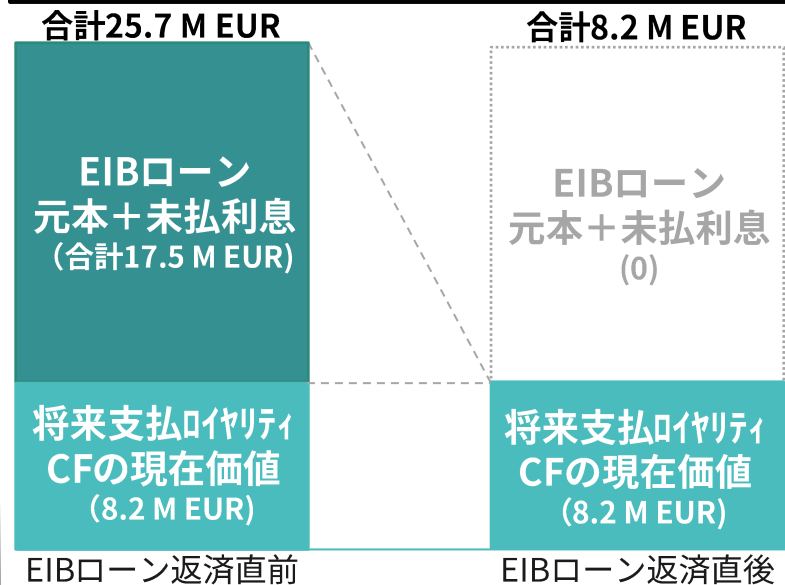 合計25.7 M EUR
EIBローン
元本＋未払利息
（合計17.5 M EUR)
将来支払ロイヤリティ
CFの現在価値
（8.2 M EUR)
EIBローン返済直前
合計8.2 M EUR
EIBローン
元本＋未払利息
(0)
将来支払ロイヤリティ
CFの現在価値
（8.2 M EUR)
EIBローン返済直後